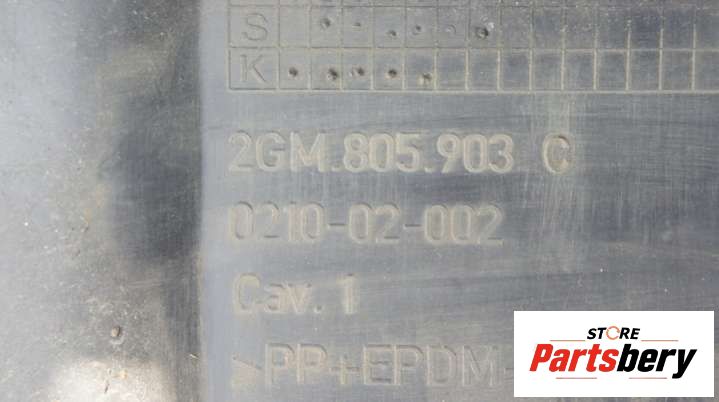 S
K
2GM.805.903 C
0210-02-002
Cav. 1
>PP+EPDM-
STORE
Partsbery